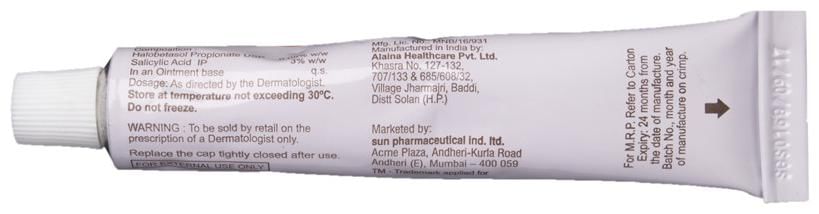 Composition
Halobetasol Propionate w/w
Salicylic Acid IP 3% w/w
In an Ointment base q.s.
Dosage: As directed by the Dermatologist.
Store at temperature not exceeding 30ºC.
Do not freeze.
WARNING : To be sold by retail on the
prescription of a Dermatologist only.
Replace the cap tightly closed after use.
FOR EXTERNAL USE ONLY
Mfg. Lic. No.: MNB/16/931
Manufactured in India by:
Alaina Healthcare Pvt. Ltd.
Khasra No. 127-132,
707/133 & 685/608/32,
Village Jharmajri, Baddi,
Distt Solan (H.P.)
Marketed by:
sun pharmaceutical ind. ltd.
Acme Plaza, Andheri-Kurla Road
Andheri (E), Mumbai – 400 059
TM - Trademark applied for
For M.R.P. Refer to Carton
Expiry: 24 months from
the date of manufacture.
Batch No., month and year
of manufacture on crimp.
09/17